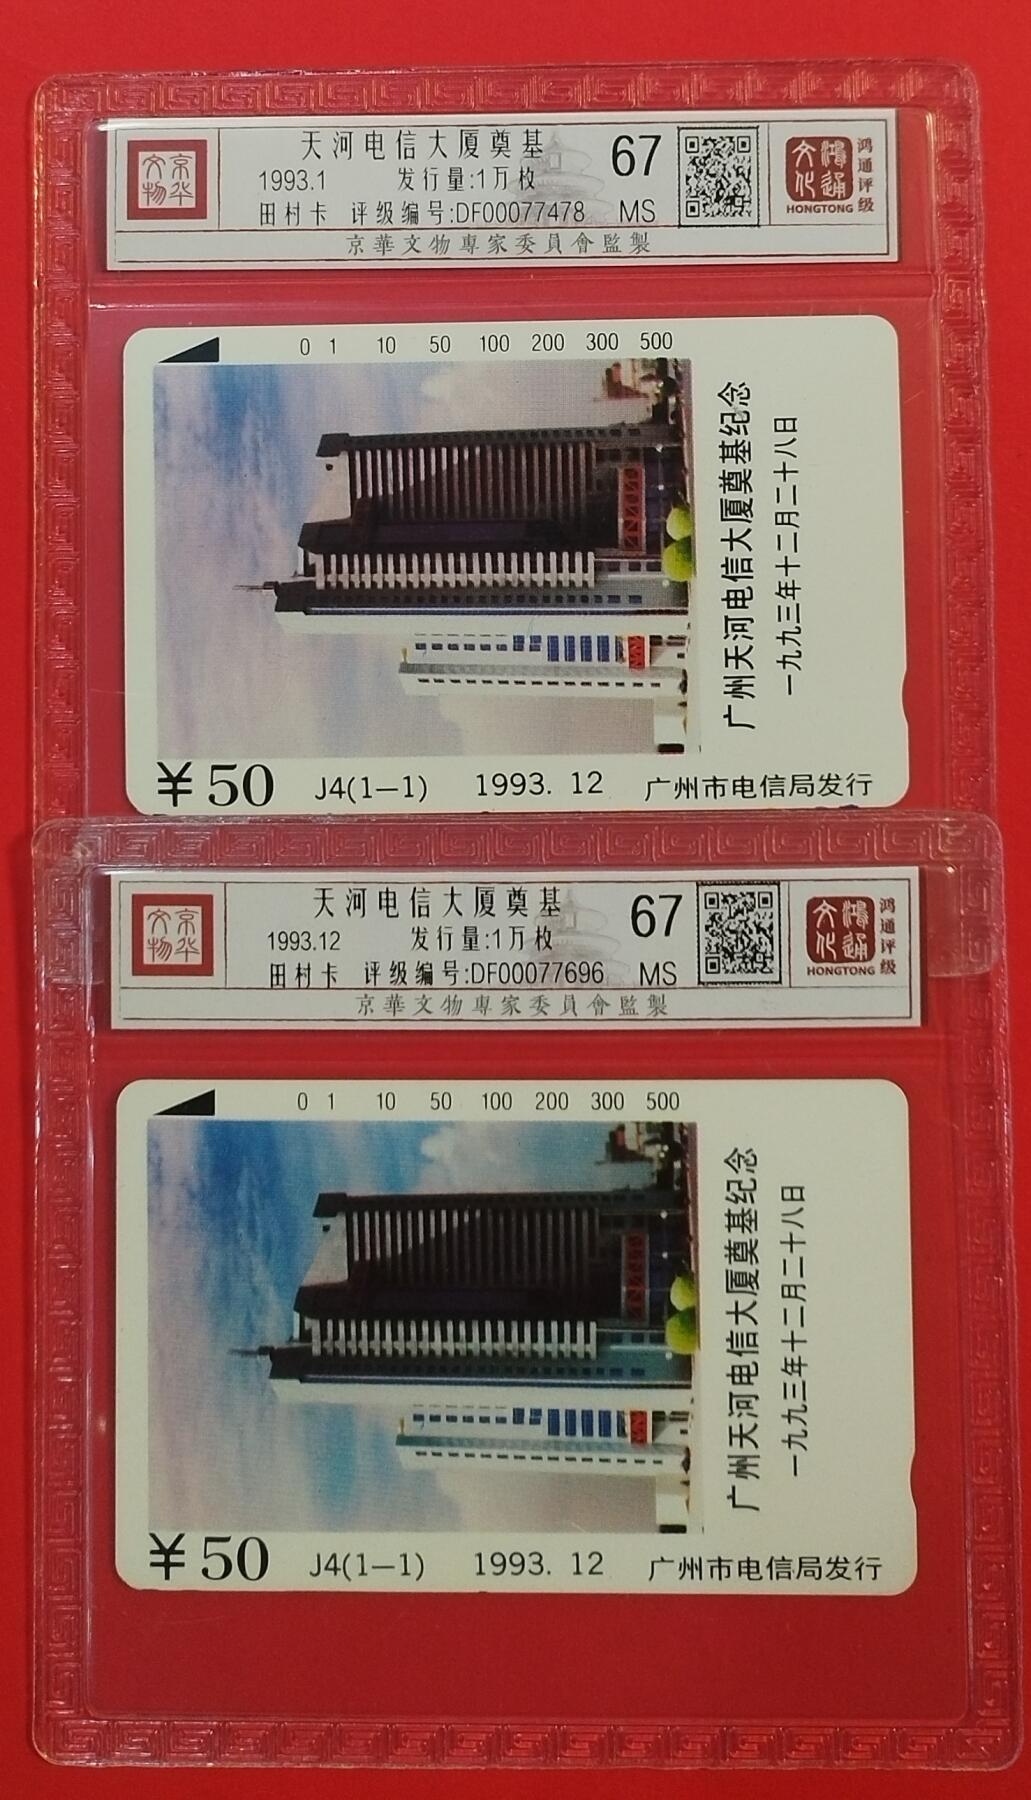 天河电信大厦奠基
1993.1 发行量:1万枚
田村卡 评级编号:DF00077478
67
MS
京華文物專家委員會監製
京华文物
鴻通文化
HONGTONG
鸿通评级
0 1 10 50 100 200 300 500
广州天河电信大厦奠基纪念
一九九三年十二月二十八日
¥50 J4(1—1) 1993. 12 广州市电信局发行
天河电信大厦奠基
1993.12 发行量:1万枚
田村卡 评级编号:DF00077696
67
MS
京華文物專家委員會監製
京华文物
鴻通文化
HONGTONG
鸿通评级
0 1 10 50 100 200 300 500
广州天河电信大厦奠基纪念
一九九三年十二月二十八日
¥50 J4(1—1) 1993. 12 广州市电信局发行